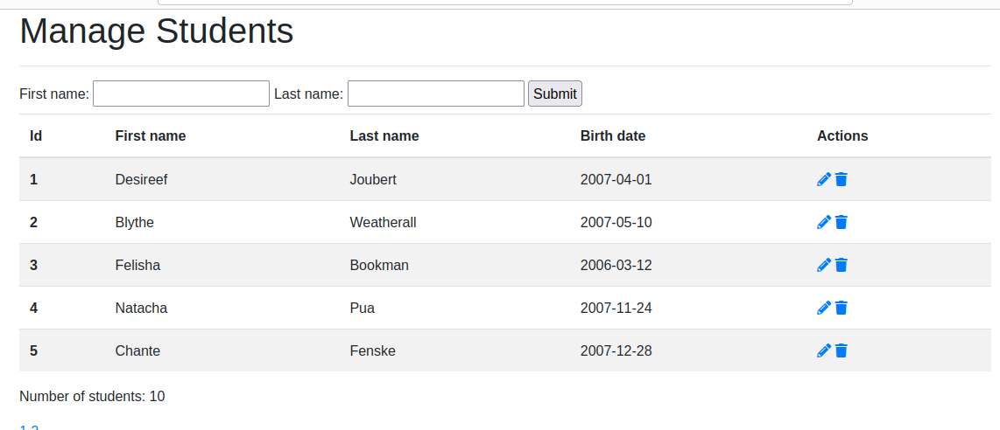 Manage Students
First name: Last name: Submit
Id First name Last name Birth date Actions
1 Desireef Joubert 2007-04-01
2 Blythe Weatherall 2007-05-10
3 Felisha Bookman 2006-03-12
4 Natacha Pua 2007-11-24
5 Chante Fenske 2007-12-28
Number of students: 10
1 2